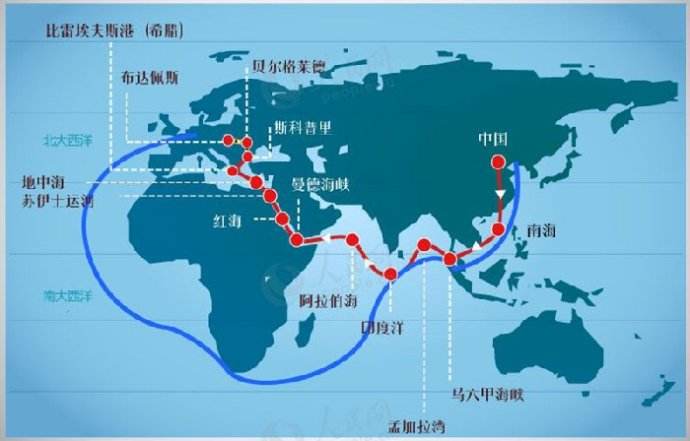 比雷埃夫斯港（希腊）
布达佩斯
贝尔格莱德
北大西洋
斯科普里
中国
地中海
苏伊士运河
曼德海峡
红海
南海
南大西洋
阿拉伯海
印度洋
马六甲海峡
孟加拉湾